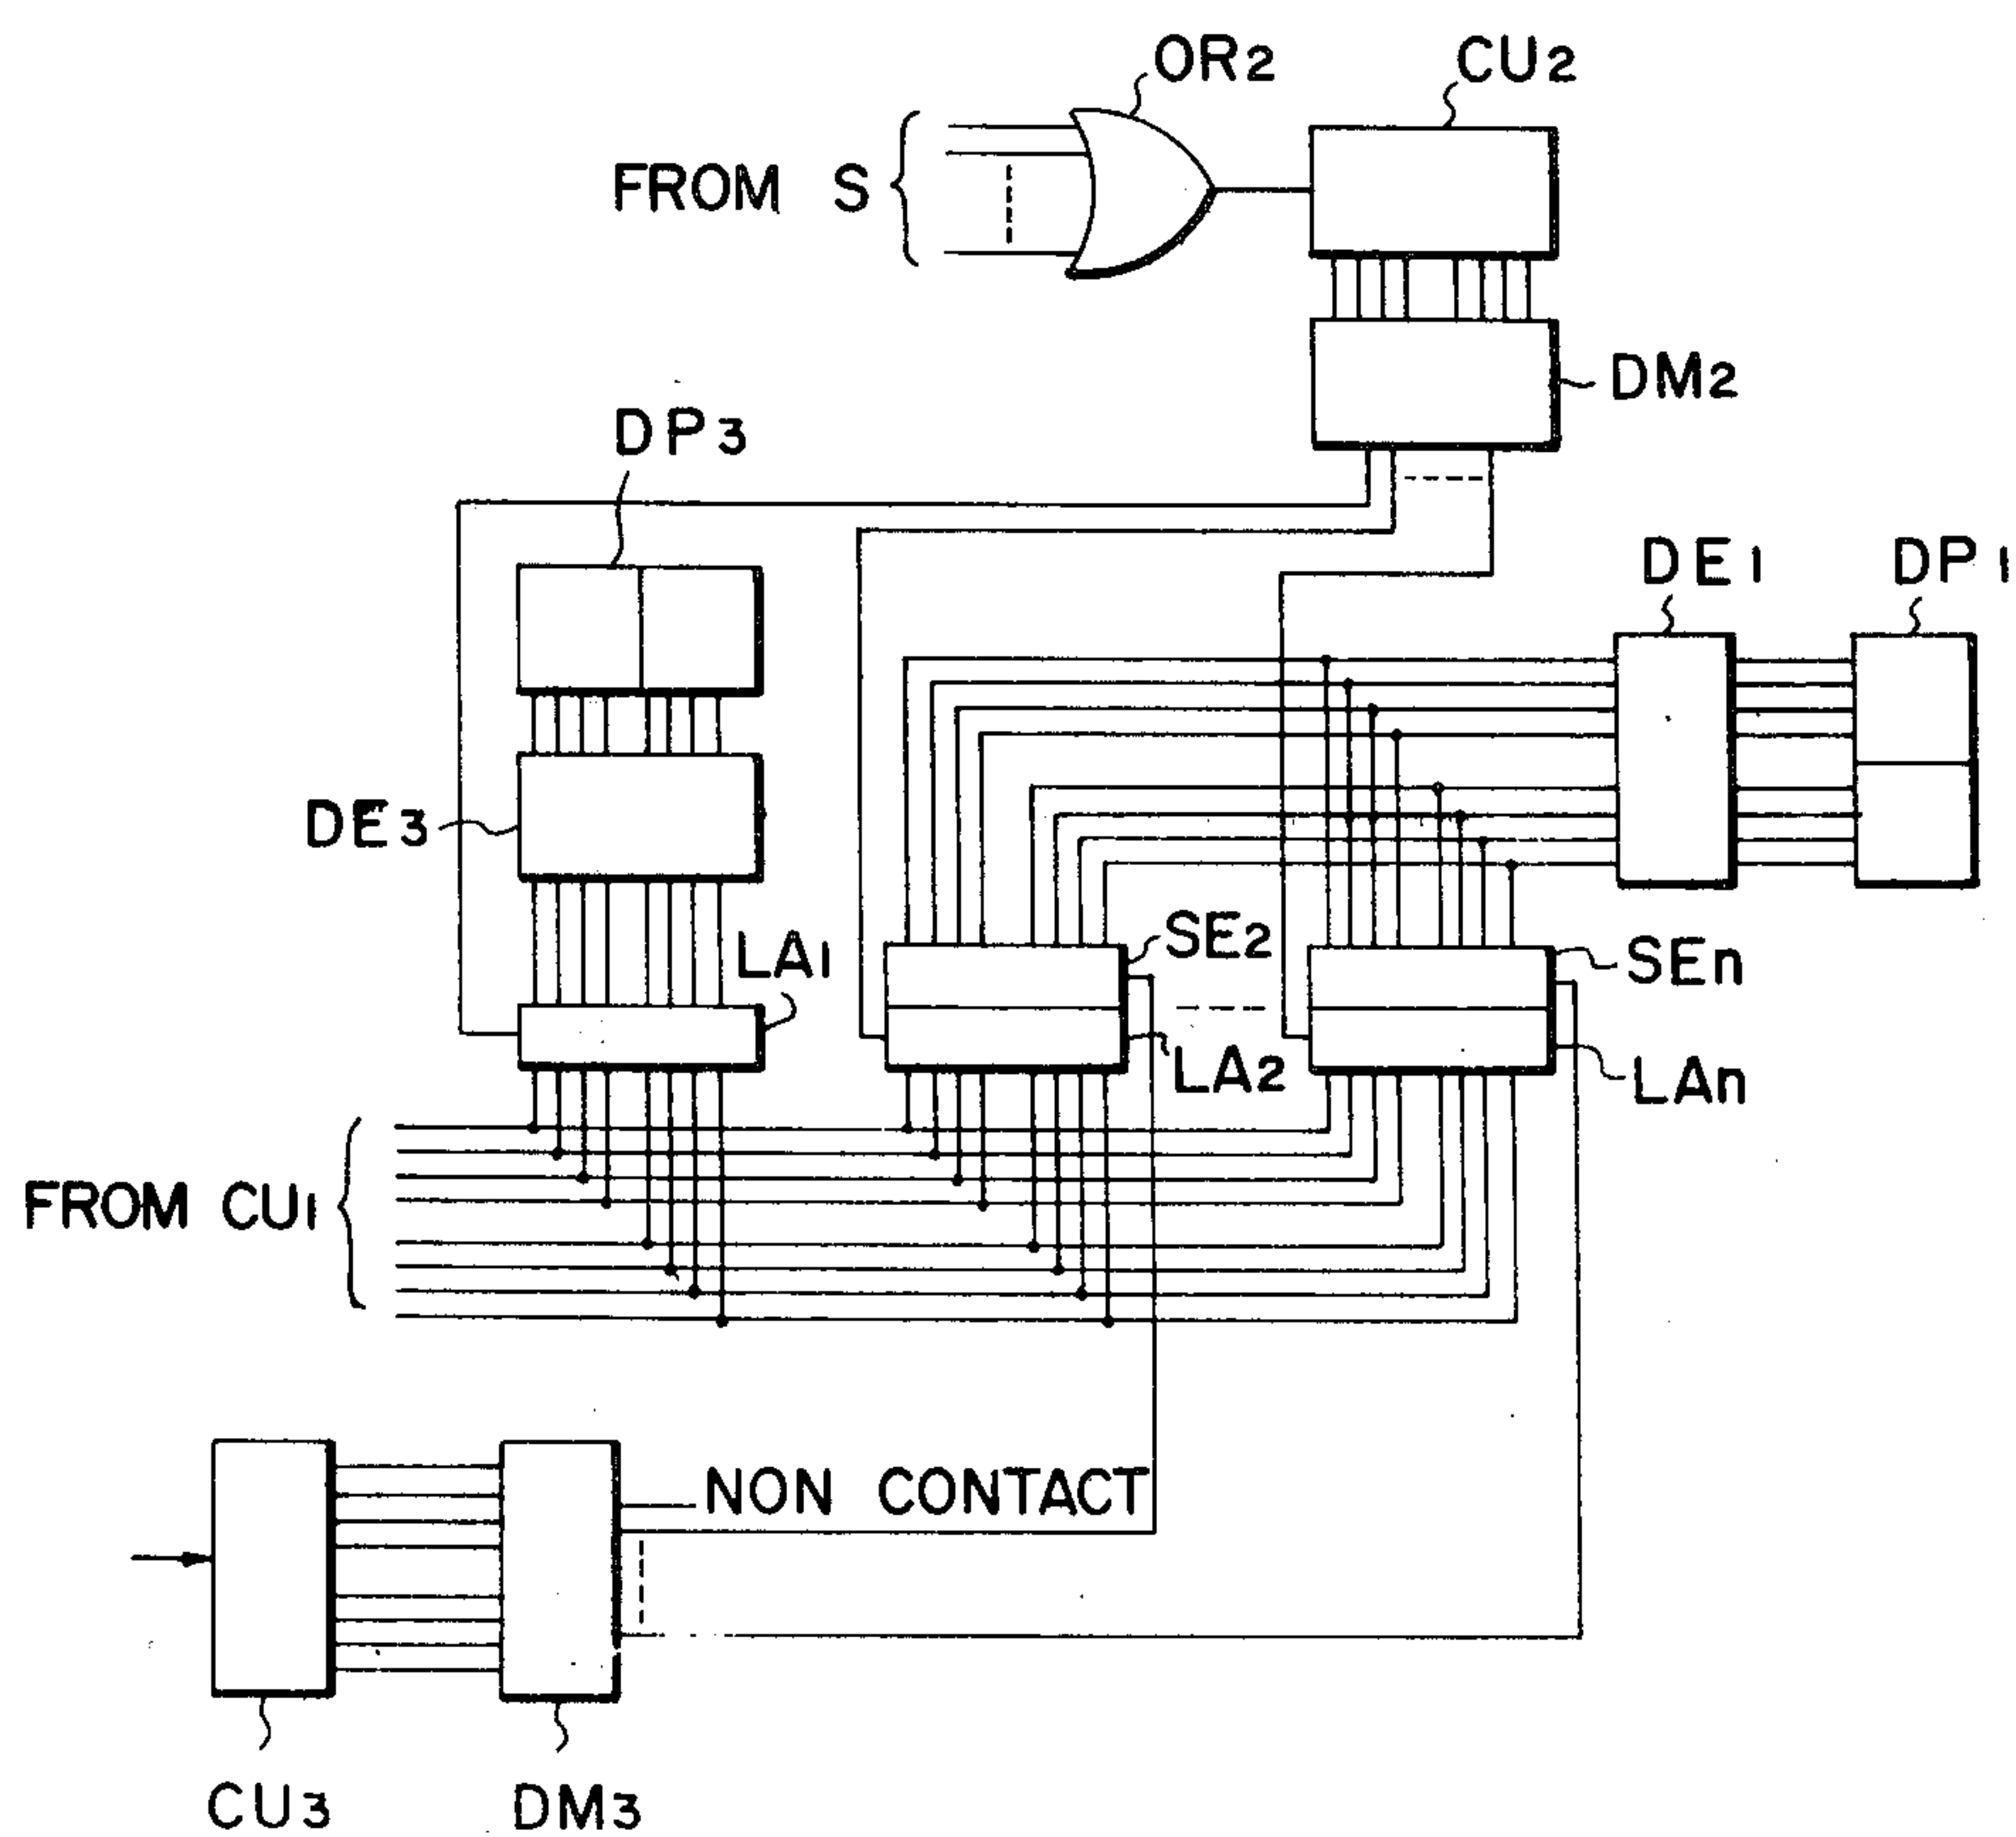 OR2
CU2
FROM S
DM2
DP3
DE1
DP1
DE3
LA1
SE2
SEn
LA2
LAn
FROM CU1
NON CONTACT
CU3
DM3